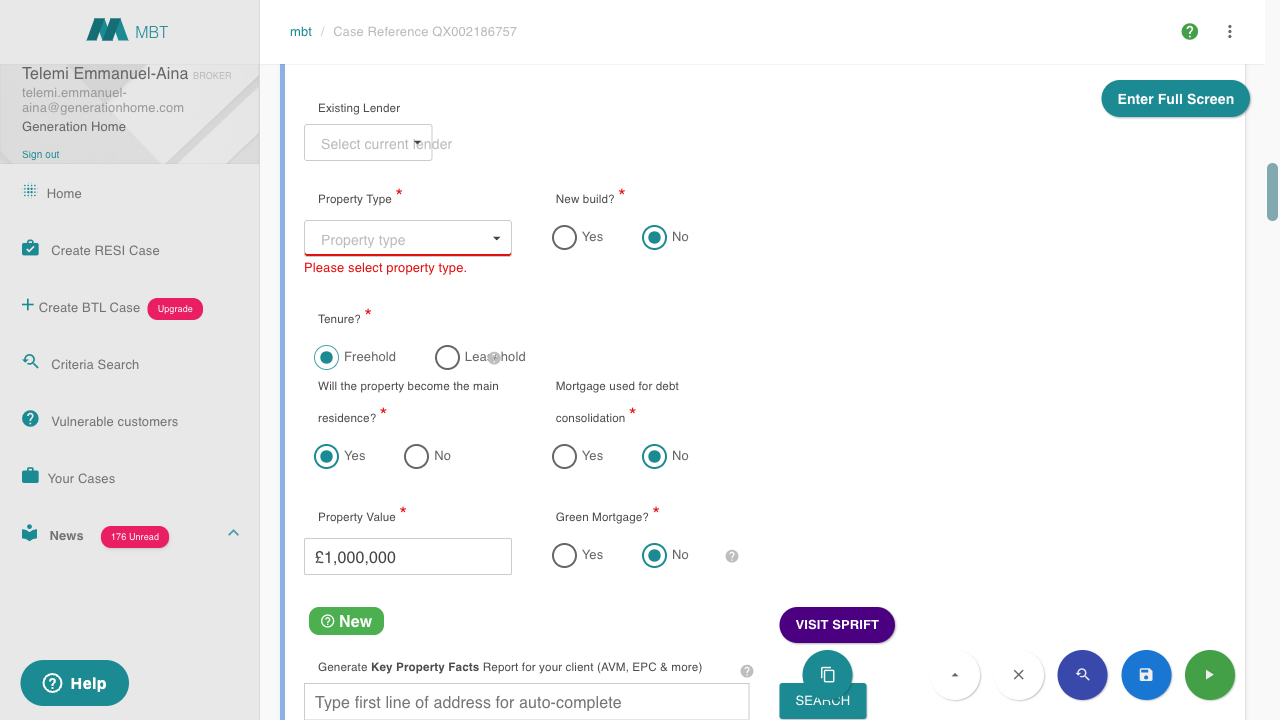 MBT
mbt / Case Reference QX002186757
Telemi Emmanuel-Aina BROKER
telemi.emmanuel-
aina@generationhome.com
Generation Home
Sign out
Home
Create RESI Case
Create BTL Case Upgrade
Criteria Search
Vulnerable customers
Your Cases
News 176 Unread
Help
Enter Full Screen
Existing Lender
Select current lender
Property Type * New build? *
Property type Yes No
Please select property type.
Tenure? *
Freehold Leasehold
Will the property become the main
residence? *
Mortgage used for debt
consolidation *
Yes No Yes No
Property Value * Green Mortgage? *
£1,000,000 Yes No
New
VISIT SPRIFT
Generate Key Property Facts Report for your client (AVM, EPC & more)
Type first line of address for auto-complete
SEARCH